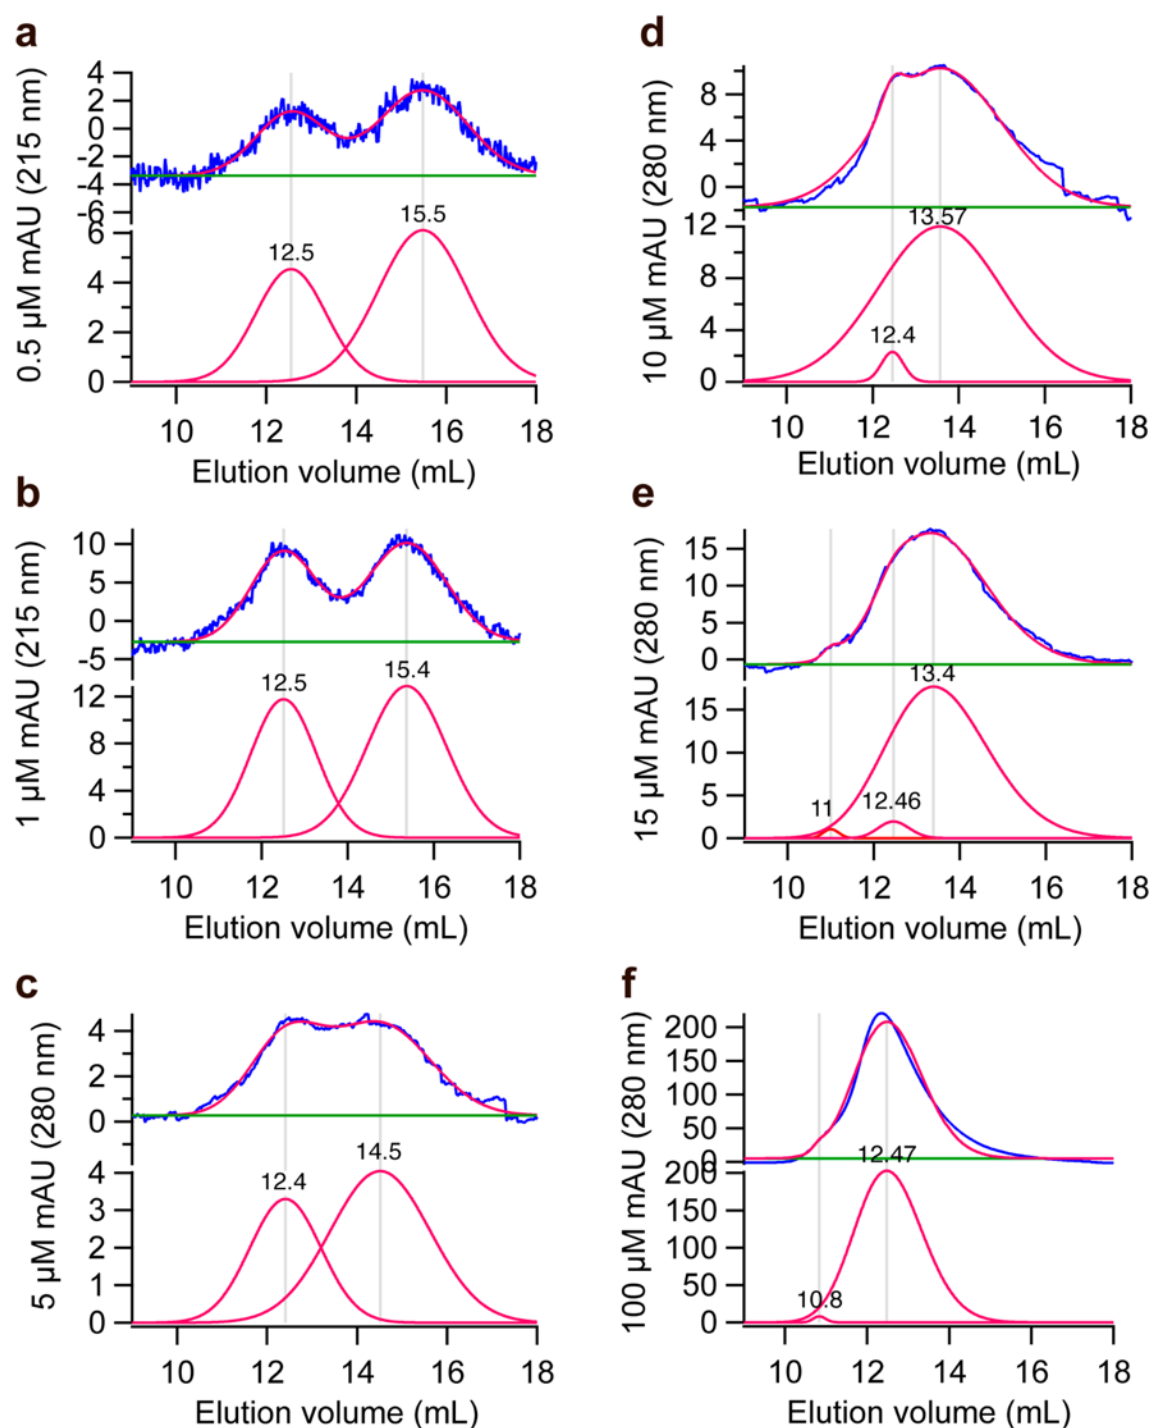 a
0.5 µM mAU (215 nm)
4
2
0
-2
-4
-6
6
4
2
0
12.5
15.5
10 12 14 16 18
Elution volume (mL)
b
1 µM mAU (215 nm)
10
5
0
-5
12
8
4
0
12.5
15.4
10 12 14 16 18
Elution volume (mL)
c
5 µM mAU (280 nm)
4
2
0
4
3
2
1
0
12.4
14.5
10 12 14 16 18
Elution volume (mL)
d
10 µM mAU (280 nm)
8
4
0
12
8
4
0
13.57
12.4
10 12 14 16 18
Elution volume (mL)
e
15 µM mAU (280 nm)
15
10
5
0
15
10
5
0
13.4
11
12.46
10 12 14 16 18
Elution volume (mL)
f
100 µM mAU (280 nm)
200
150
100
50
0
200
150
100
50
0
12.47
10.8
10 12 14 16 18
Elution volume (mL)